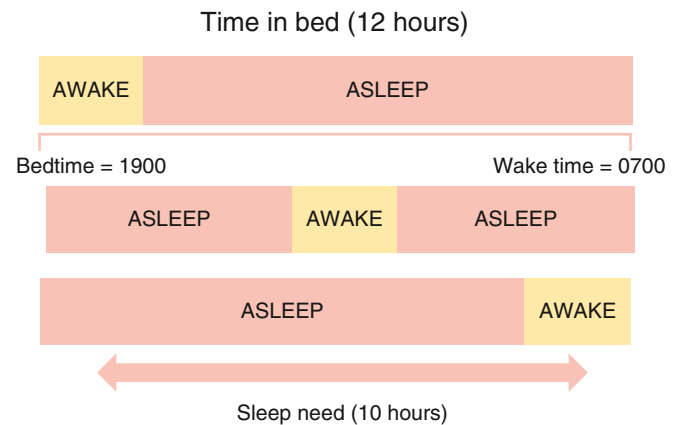 Time in bed (12 hours)
AWAKE ASLEEP
Bedtime = 1900 Wake time = 0700
ASLEEP AWAKE ASLEEP
ASLEEP AWAKE
Sleep need (10 hours)